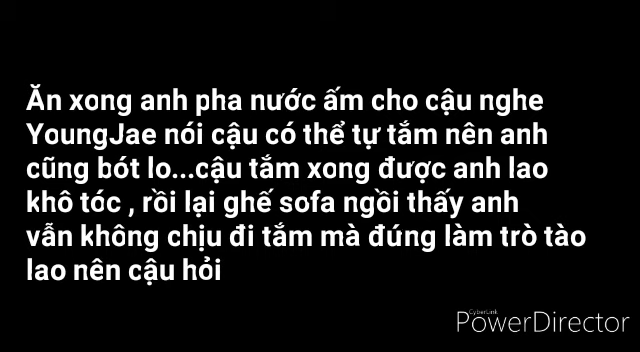 Ăn xong anh pha nước ấm cho cậu nghe
YoungJae nói cậu có thể tự tắm nên anh
cũng bót lo...cậu tắm xong được anh lao
khô tóc , rồi lại ghế sofa ngồi thấy anh
vẫn không chịu đi tắm mà đúng làm trò tào
lao nên cậu hỏi
CyberLink
PowerDirector